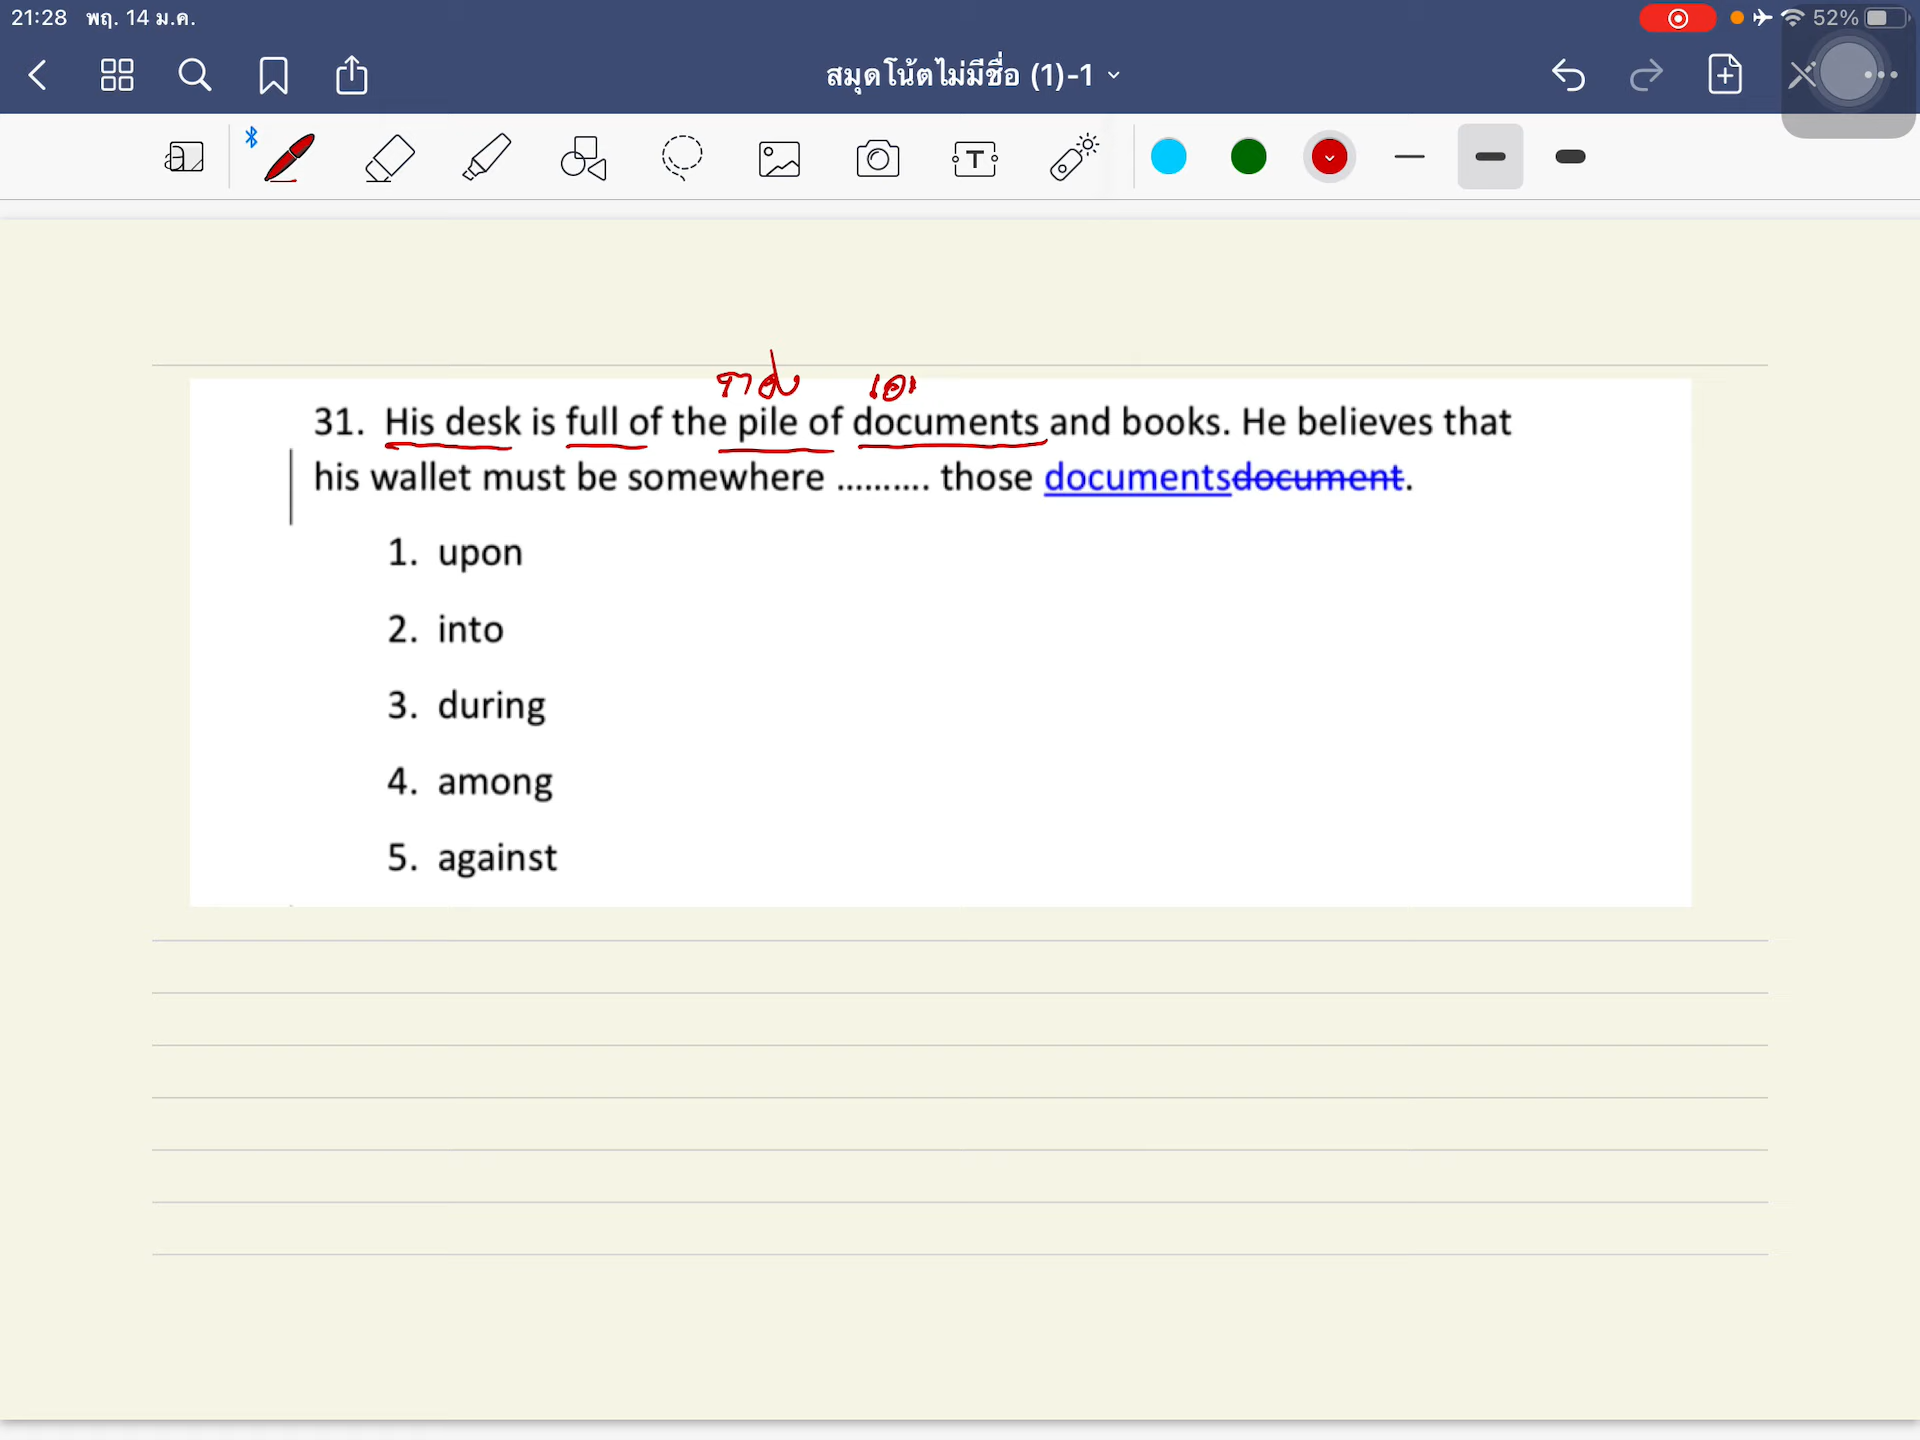 21:28 พฤ. 14 ม.ค. 52%
สมุดโน้ตไม่มีชื่อ (1)-1
31. His desk is full of the pile of documents and books. He believes that
his wallet must be somewhere .......... those documentsdocument.
1. upon
2. into
3. during
4. among
5. against